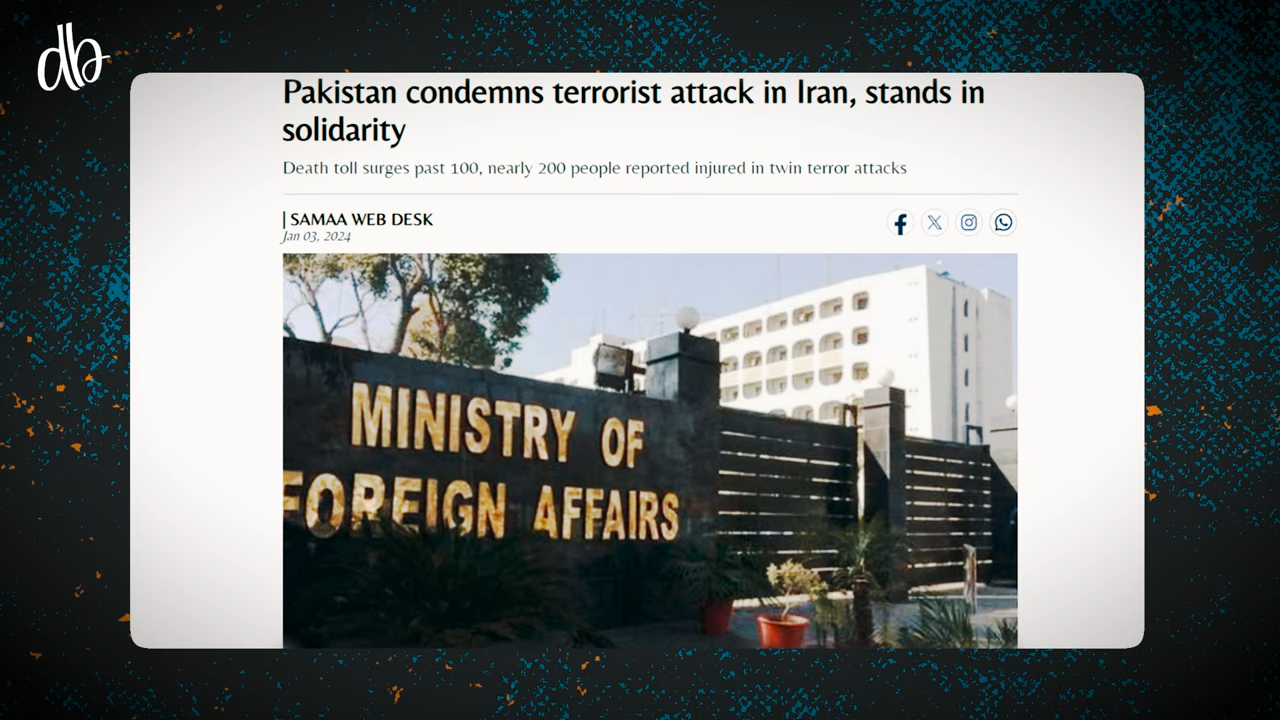 db
Pakistan condemns terrorist attack in Iran, stands in
solidarity
Death toll surges past 100, nearly 200 people reported injured in twin terror attacks
| SAMAA WEB DESK
Jan 03, 2024
MINISTRY OF
FOREIGN AFFAIRS